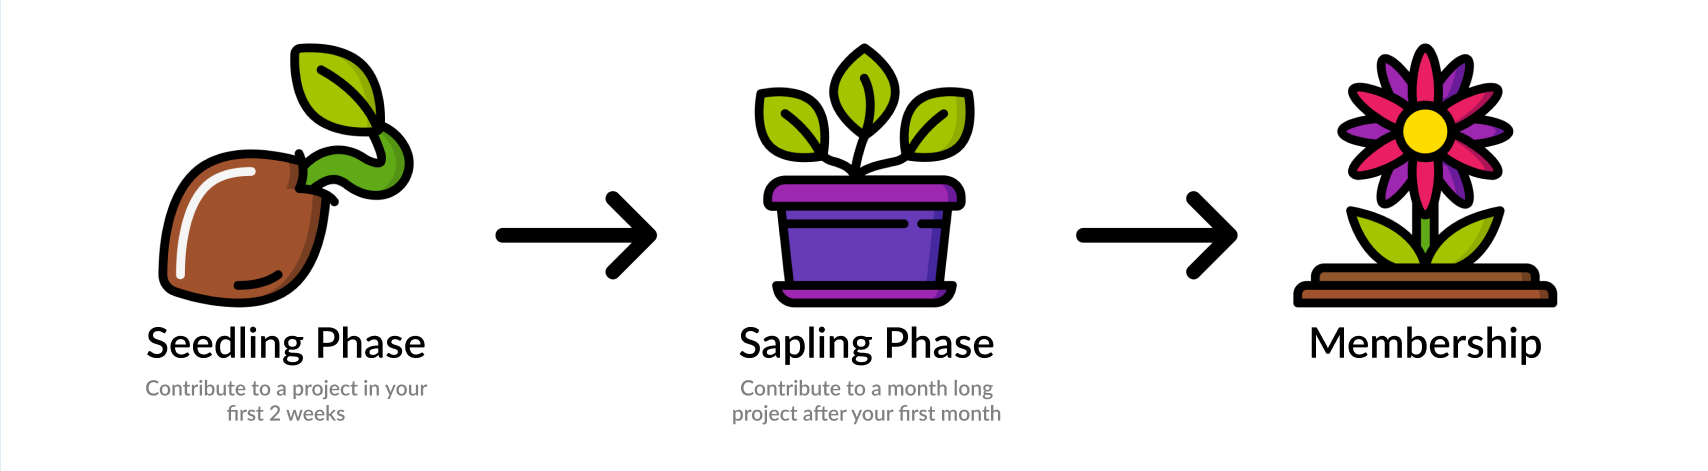 Seedling Phase
Contribute to a project in your
first 2 weeks
Sapling Phase
Contribute to a month long
project after your first month
Membership